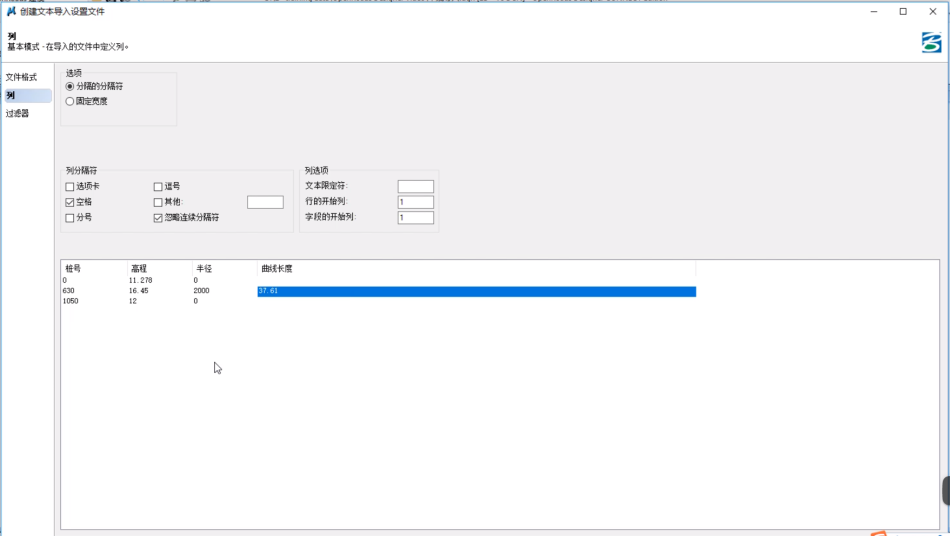 创建文本导入设置文件
列
基本模式 - 在导入的文件中定义列。
文件格式
列
过滤器
选项
分隔的分隔符
固定宽度
列分隔符
选项卡
逗号
空格
其他:
分号
忽略连续分隔符
列选项
文本限定符:
行的开始列: 1
字段的开始列: 1
桩号 高程 半径 曲线长度
0 11.278 0
630 16.45 2000 37.61
1050 12 0